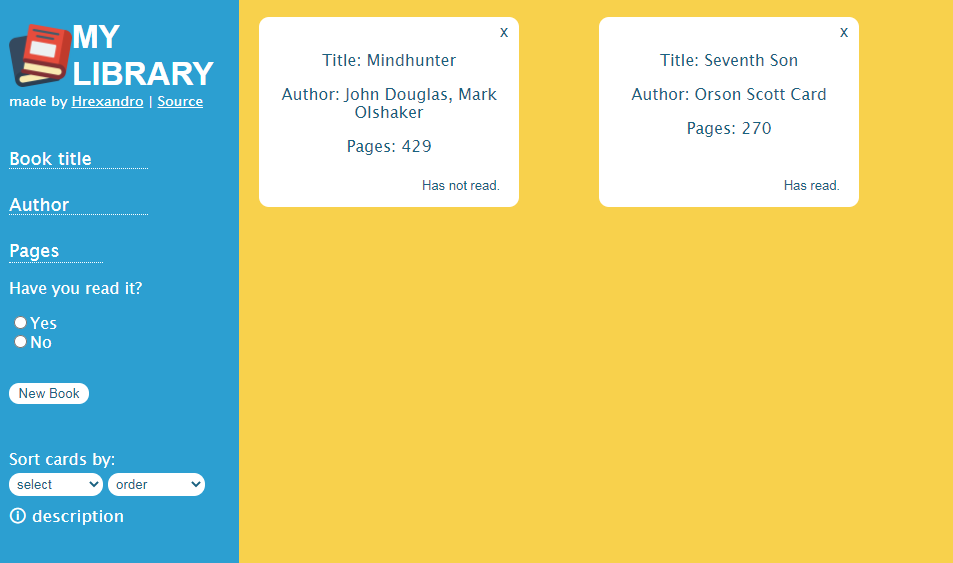 MY
LIBRARY
made by Hrexandro | Source
Book title
Author
Pages
Have you read it?
Yes
No
New Book
Sort cards by:
select order
description
x
Title: Mindhunter
Author: John Douglas, Mark
Olshaker
Pages: 429
Has not read.
x
Title: Seventh Son
Author: Orson Scott Card
Pages: 270
Has read.